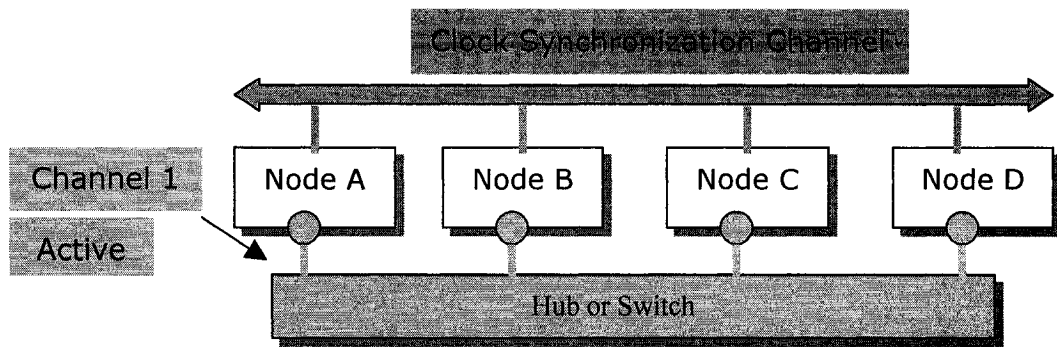 Clock Synchronization Channel
Channel 1
Active
Node A
Node B
Node C
Node D
Hub or Switch